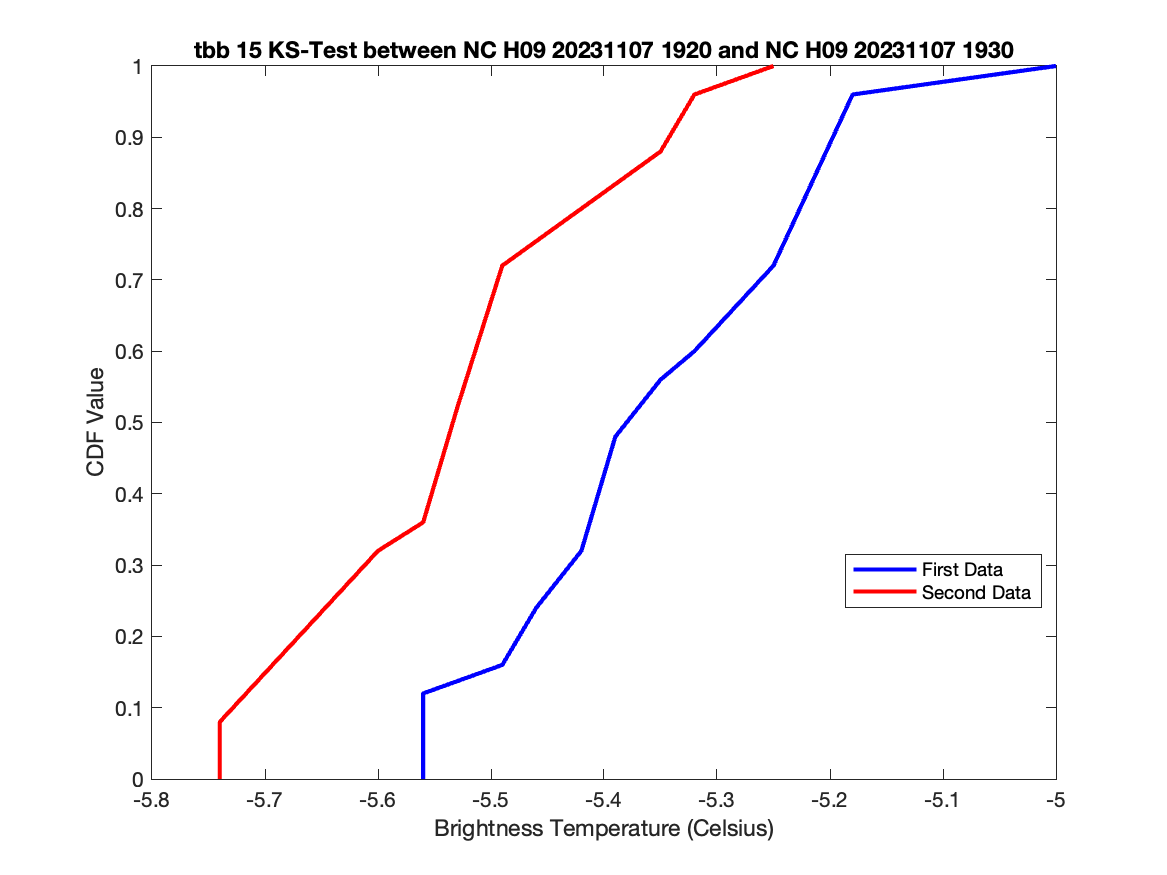 tbb 15 KS-Test between NC H09 20231107 1920 and NC H09 20231107 1930
1
0.9
0.8
0.7
0.6
0.5
0.4
0.3
0.2
0.1
0
CDF Value
First Data
Second Data
-5.8 -5.7 -5.6 -5.5 -5.4 -5.3 -5.2 -5.1 -5
Brightness Temperature (Celsius)